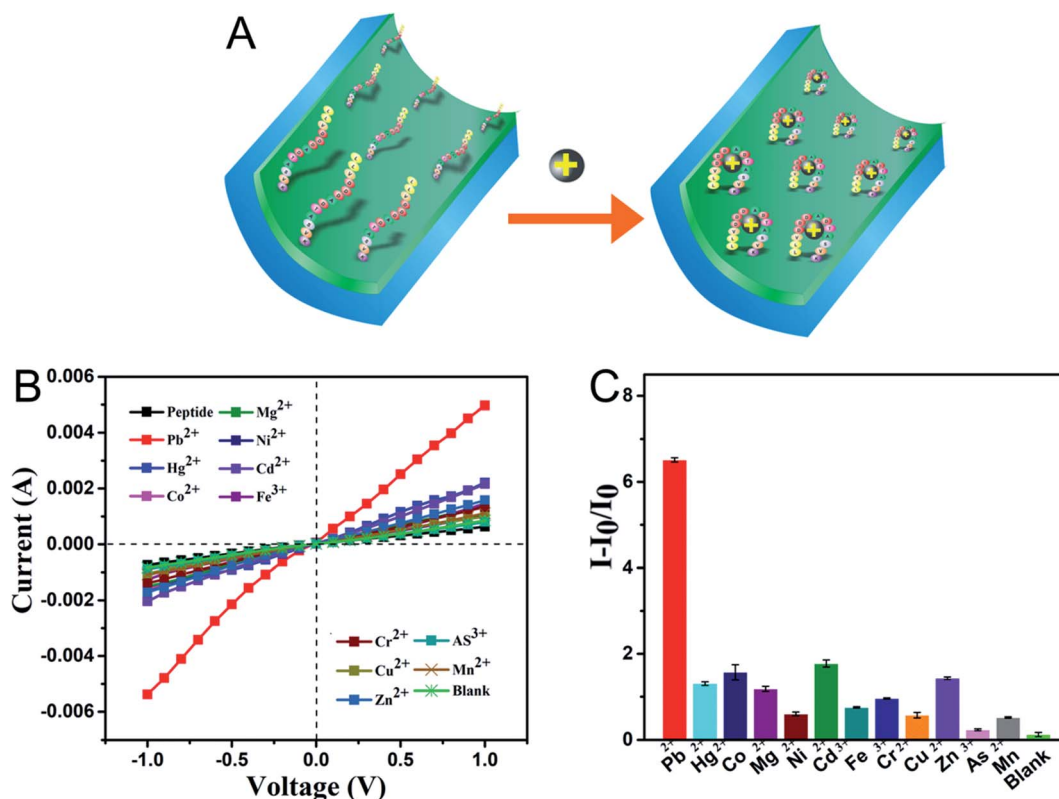 A
B
0.006
0.004
0.002
0.000
-0.002
-0.004
-0.006
Current (A)
Peptide
Pb2+
Hg2+
Co2+
Mg2+
Ni2+
Cd2+
Fe3+
Cr2+
Cu2+
Zn2+
AS3+
Mn2+
Blank
-1.0 -0.5 0.0 0.5 1.0
Voltage (V)
C
8
6
4
2
0
I-I0/I0
Pb2+
Hg2+
Co2+
Mg2+
Ni2+
Cd2+
Fe3+
Cr3+
Cu2+
Zn2+
As3+
Mn2+
Blank